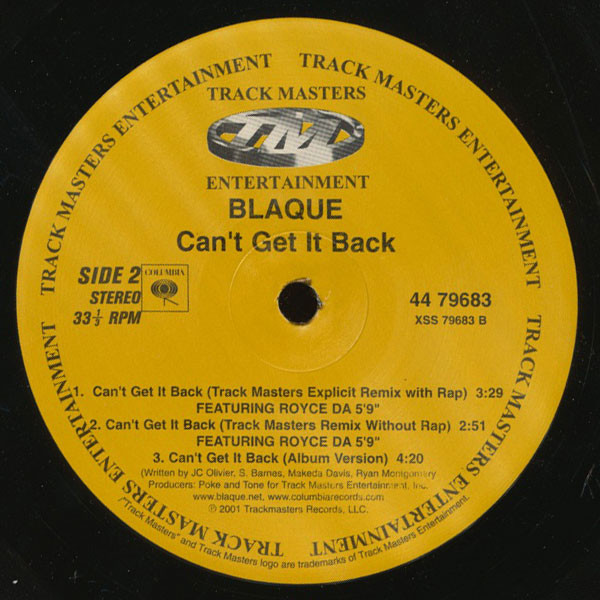 TRACK MASTERS ENTERTAINMENT
TRACK MASTERS ENTERTAINMENT
TRACK MASTERS ENTERTAINMENT
TRACK MASTERS ENTERTAINMENT
TRACK MASTERS
TM
ENTERTAINMENT
BLAQUE
Can't Get It Back
SIDE 2
STEREO
33⅓ RPM
COLUMBIA
44 79683
XSS 79683 B
1. Can't Get It Back (Track Masters Explicit Remix with Rap) 3:29
FEATURING ROYCE DA 5'9"
2. Can't Get It Back (Track Masters Remix Without Rap) 2:51
FEATURING ROYCE DA 5'9"
3. Can't Get It Back (Album Version) 4:20
(Written by JC Olivier, S. Barnes, Makeda Davis, Ryan Montgomery)
Producers: Poke and Tone for Track Masters Entertainment, Inc.
www.blaque.net, www.columbiarecords.com
℗ 2001 Trackmasters Records, LLC.
"Track Masters" and Track Masters logo are trademarks of Track Masters Entertainment.